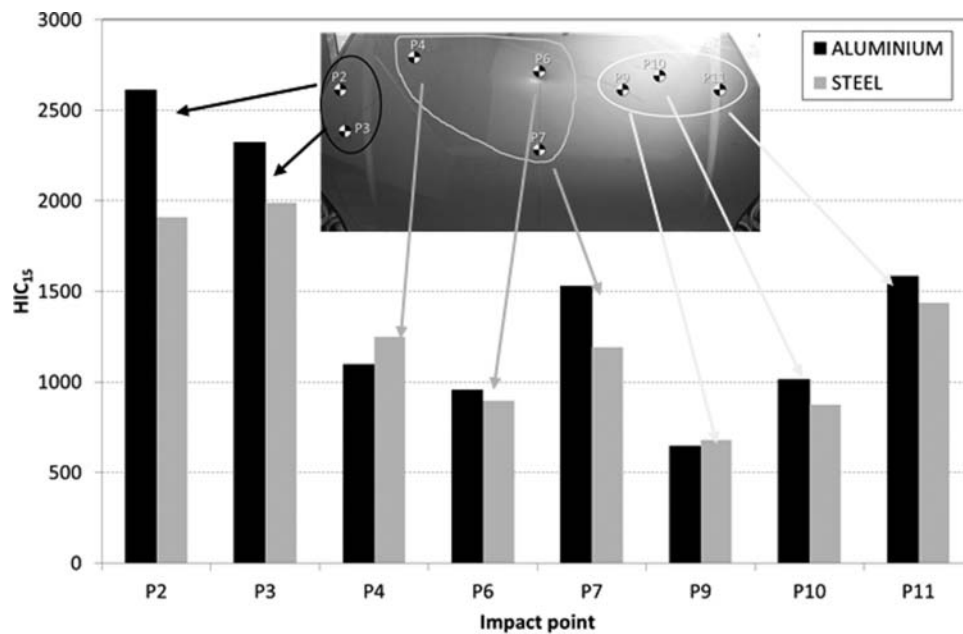 3000
2500
2000
1500
1000
500
0
HIC15
P2
P3
P4
P6
P7
P9
P10
P11
ALUMINIUM
STEEL
P2 P3 P4 P6 P7 P9 P10 P11
Impact point